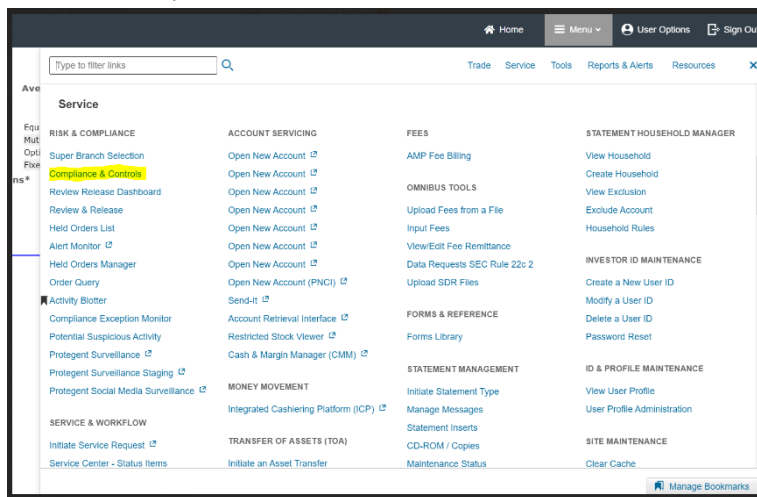 Home
Menu
User Options
Sign Ou
Type to filter links
Trade
Service
Tools
Reports & Alerts
Resources
X
Ave
Equ
Mut
Opti
Fixe
ns*
Service
RISK & COMPLIANCE
Super Branch Selection
Compliance & Controls
Review Release Dashboard
Review & Release
Held Orders List
Alert Monitor
Held Orders Manager
Order Query
Activity Blotter
Compliance Exception Monitor
Potential Suspicious Activity
Protegent Surveillance
Protegent Surveillance Staging
Protegent Social Media Surveillance
SERVICE & WORKFLOW
Initiate Service Request
Service Center - Status Items
ACCOUNT SERVICING
Open New Account
Open New Account
Open New Account
Open New Account
Open New Account
Open New Account
Open New Account
Open New Account (PNCI)
Send-It
Account Retrieval Interface
Restricted Stock Viewer
Cash & Margin Manager (CMM)
MONEY MOVEMENT
Integrated Cashiering Platform (ICP)
TRANSFER OF ASSETS (TOA)
Initiate an Asset Transfer
FEES
AMP Fee Billing
OMNIBUS TOOLS
Upload Fees from a File
Input Fees
View/Edit Fee Remittance
Data Requests SEC Rule 22c 2
Upload SDR Files
FORMS & REFERENCE
Forms Library
STATEMENT MANAGEMENT
Initiate Statement Type
Manage Messages
Statement Inserts
CD-ROM / Copies
Maintenance Status
STATEMENT HOUSEHOLD MANAGER
View Household
Create Household
View Exclusion
Exclude Account
Household Rules
INVESTOR ID MAINTENANCE
Create a New User ID
Modify a User ID
Delete a User ID
Password Reset
ID & PROFILE MAINTENANCE
View User Profile
User Profile Administration
SITE MAINTENANCE
Clear Cache
Manage Bookmarks